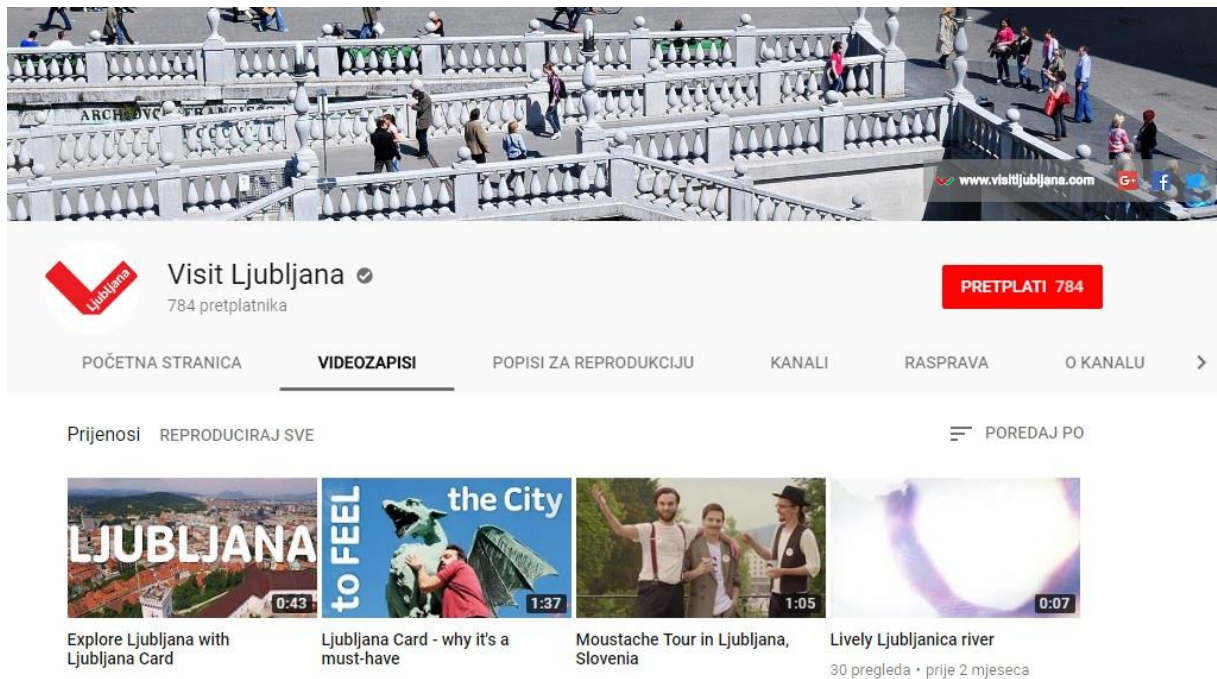 www.visitljubljana.com G+ f
Ljubljana
Visit Ljubljana
784 pretplatnika
PRETPLATI 784
POČETNA STRANICA VIDEOZAPISI POPISI ZA REPRODUKCIJU KANALI RASPRAVA O KANALU
Prijenosi REPRODUCIRAJ SVE POREDAJ PO
LJUBLJANA
0:43
to FEEL the City
1:37
1:05
0:07
Explore Ljubljana with
Ljubljana Card
Ljubljana Card - why it's a
must-have
Moustache Tour in Ljubljana,
Slovenia
Lively Ljubljanica river
30 pregleda • prije 2 mjeseca